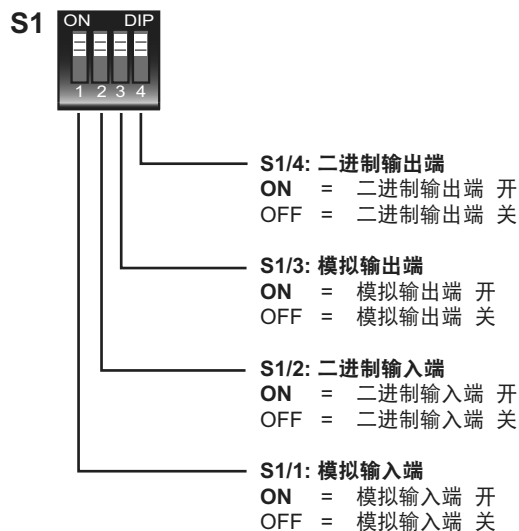 S1
ON DIP
1 2 3 4
S1/4: 二进制输出端
ON = 二进制输出端 开
OFF = 二进制输出端 关
S1/3: 模拟输出端
ON = 模拟输出端 开
OFF = 模拟输出端 关
S1/2: 二进制输入端
ON = 二进制输入端 开
OFF = 二进制输入端 关
S1/1: 模拟输入端
ON = 模拟输入端 开
OFF = 模拟输入端 关